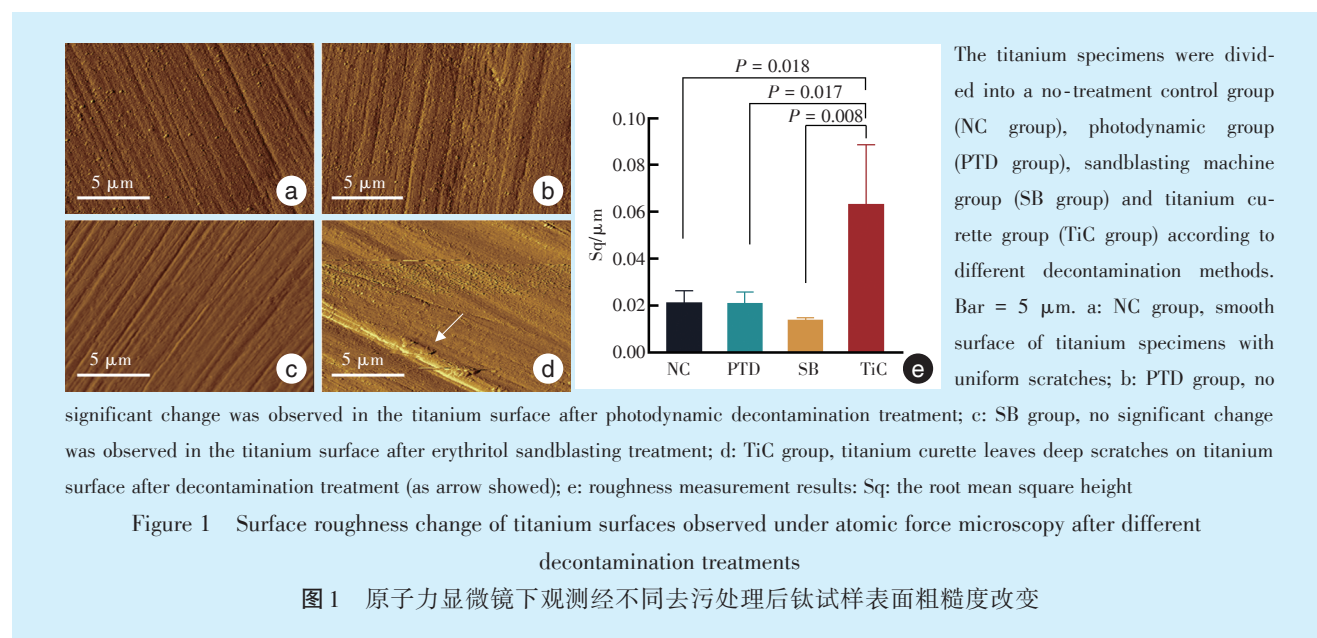 5 μm
a
5 μm
b
5 μm
c
5 μm
d
P = 0.018
P = 0.017
P = 0.008
0.10
0.08
0.06
0.04
0.02
0.00
Sq/μm
NC PTD SB TiC
e
The titanium specimens were divid-
ed into a no-treatment control group
(NC group), photodynamic group
(PTD group), sandblasting machine
group (SB group) and titanium cu-
rette group (TiC group) according to
different decontamination methods.
Bar = 5 μm. a: NC group, smooth
surface of titanium specimens with
uniform scratches; b: PTD group, no
significant change was observed in the titanium surface after photodynamic decontamination treatment; c: SB group, no significant change
was observed in the titanium surface after erythritol sandblasting treatment; d: TiC group, titanium curette leaves deep scratches on titanium
surface after decontamination treatment (as arrow showed); e: roughness measurement results: Sq: the root mean square height
Figure 1 Surface roughness change of titanium surfaces observed under atomic force microscopy after different
decontamination treatments
图1 原子力显微镜下观测经不同去污处理后钛试样表面粗糙度改变